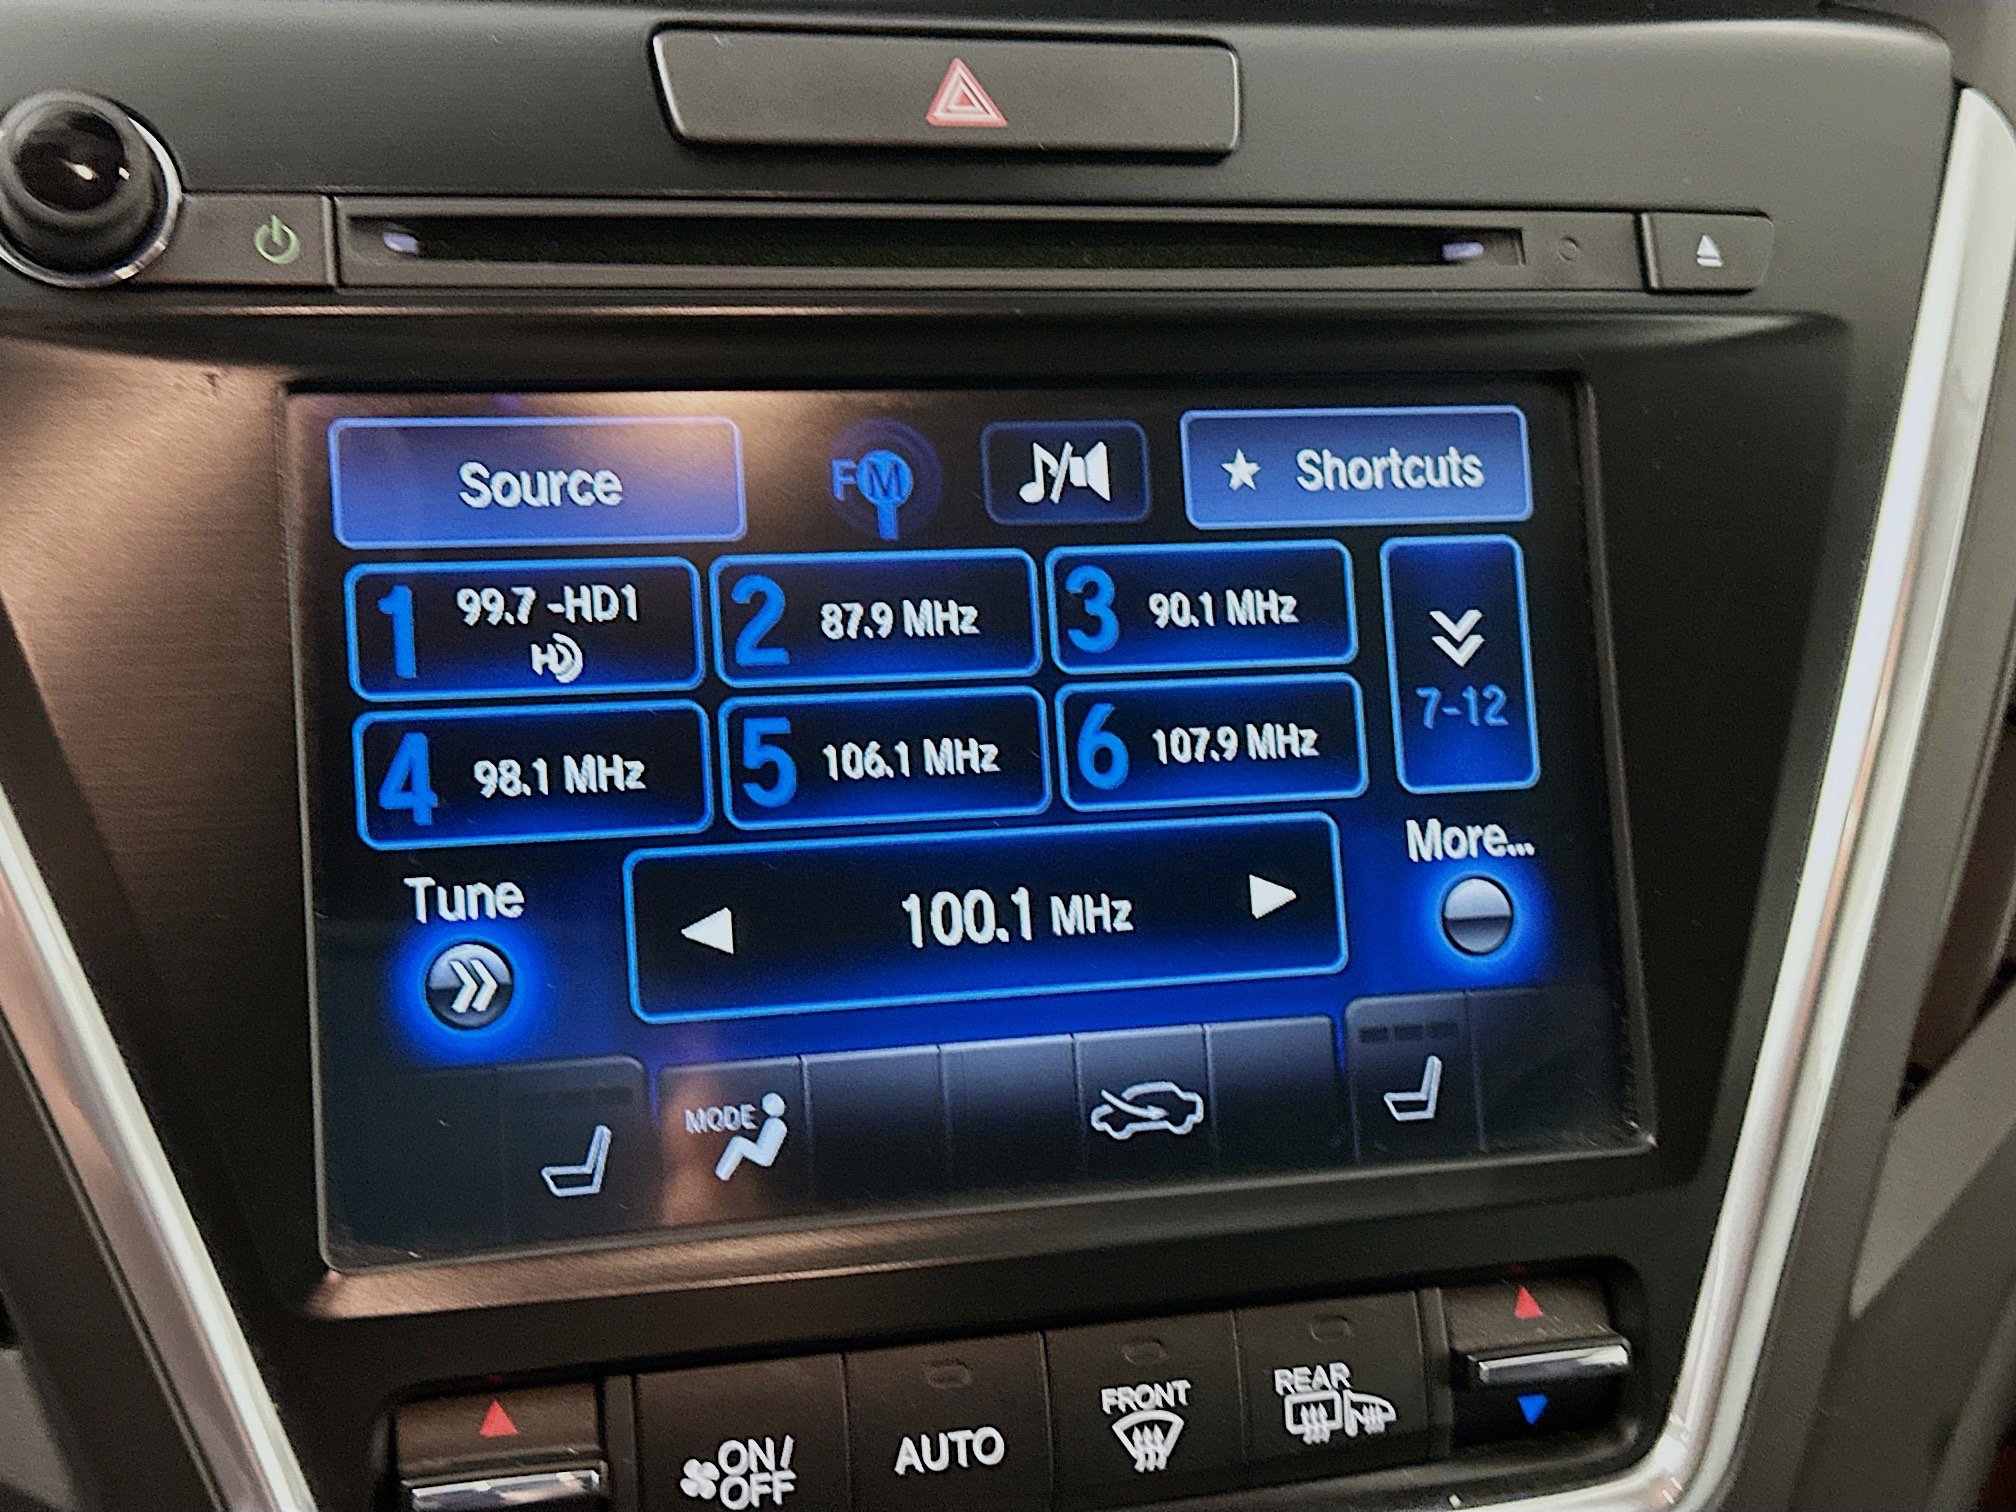 Source
FM
Shortcuts
1 99.7 -HD1
HD
2 87.9 MHz
3 90.1 MHz
7-12
4 98.1 MHz
5 106.1 MHz
6 107.9 MHz
More...
Tune
100.1 MHz
MODE
ON/
OFF
AUTO
FRONT
REAR